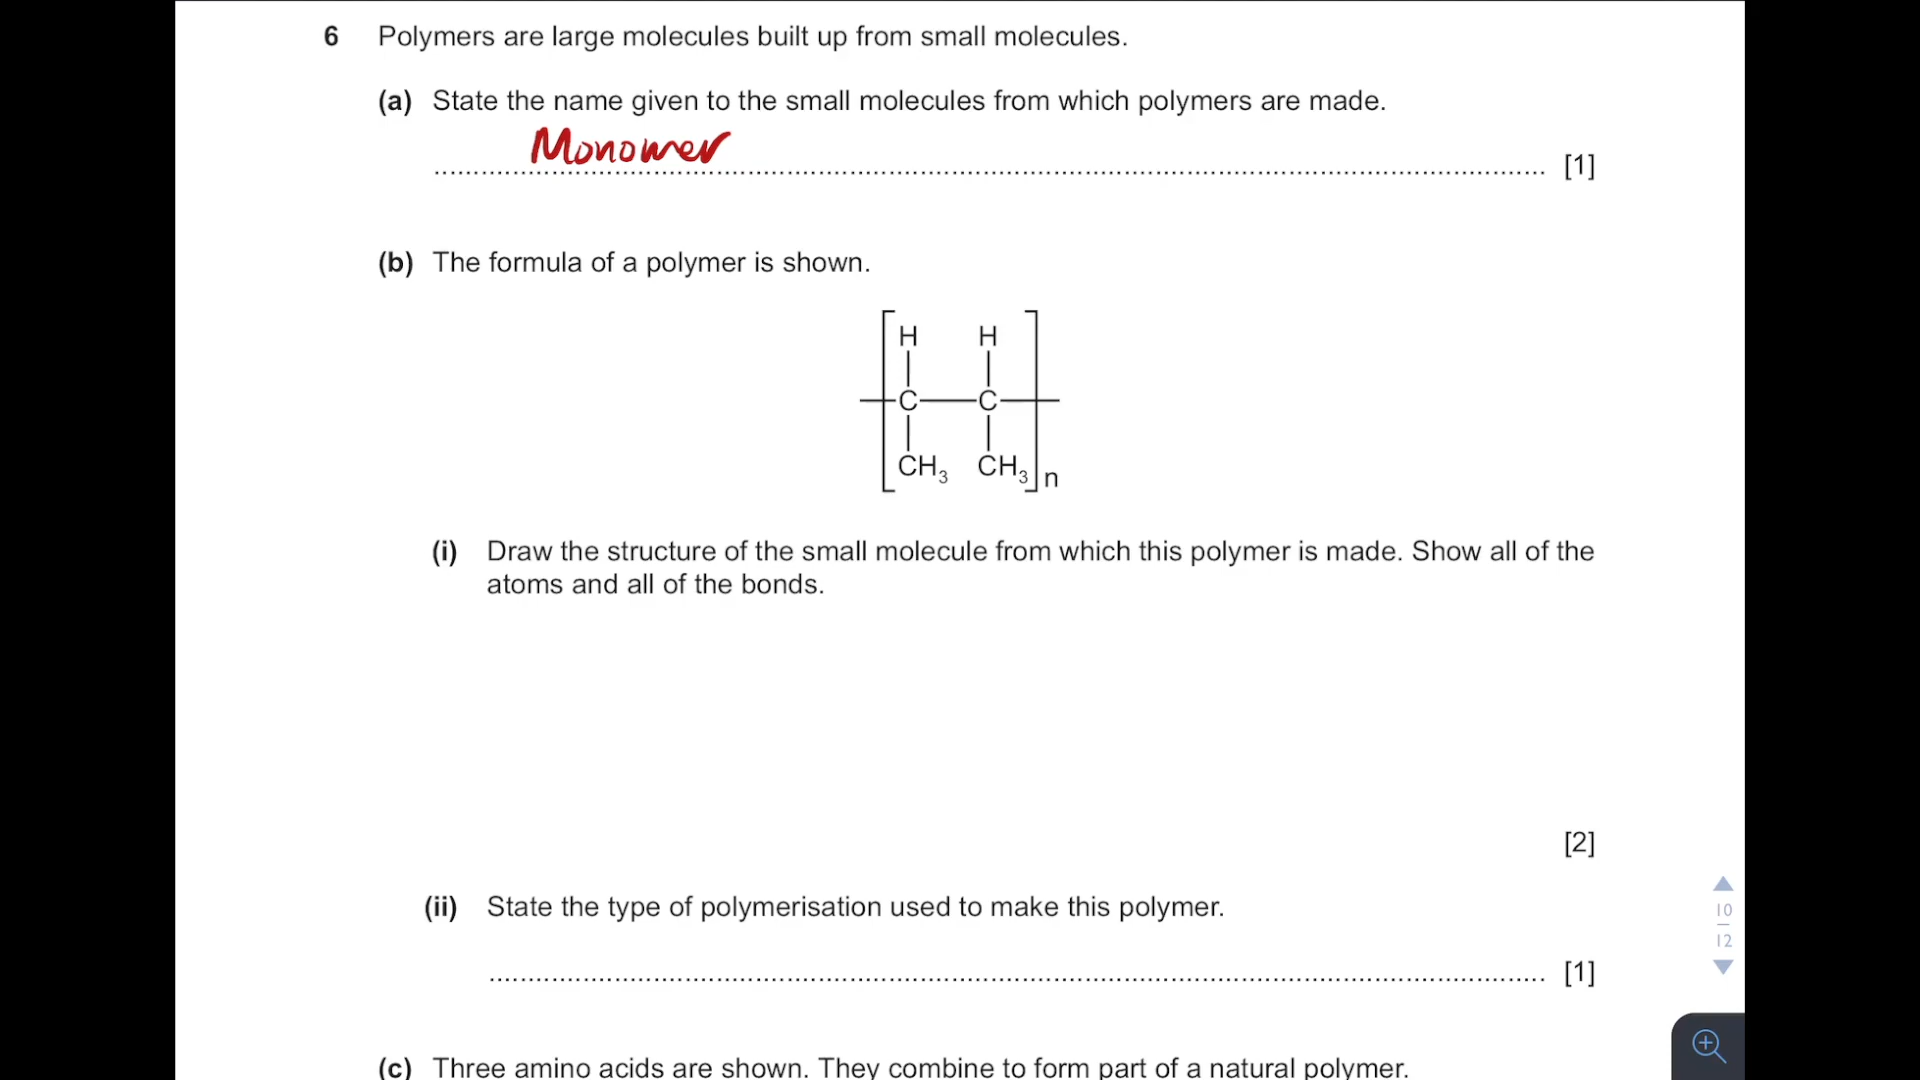 6 Polymers are large molecules built up from small molecules.
(a) State the name given to the small molecules from which polymers are made.
Monomer
[1]
(b) The formula of a polymer is shown.
H H
C C
CH₃ CH₃ n
(i) Draw the structure of the small molecule from which this polymer is made. Show all of the
atoms and all of the bonds.
[2]
(ii) State the type of polymerisation used to make this polymer.
[1]
10
12
(c) Three amino acids are shown. They combine to form part of a natural polymer.